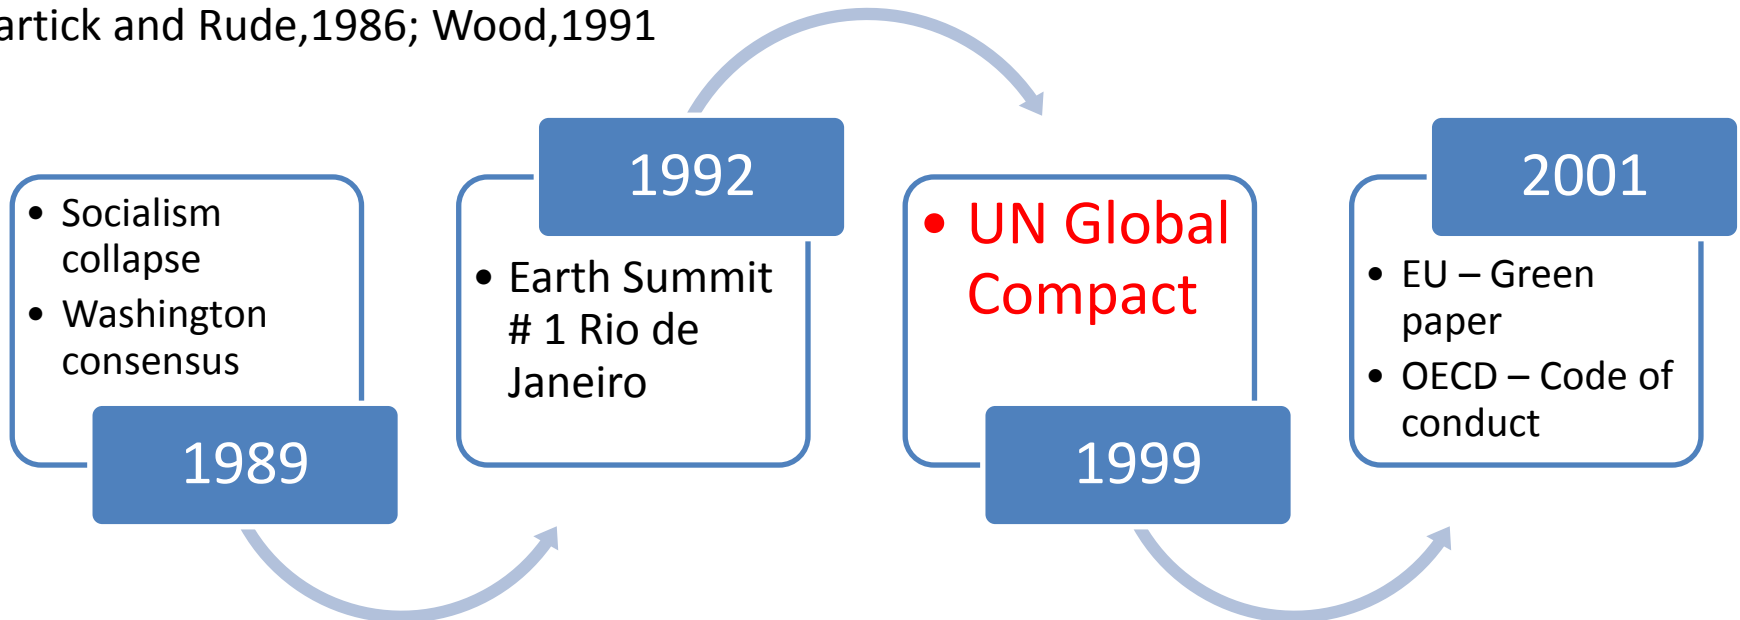 artick and Rude,1986; Wood,1991
• Socialism
collapse
• Washington
consensus
1989
1992
• Earth Summit
# 1 Rio de
Janeiro
• UN Global
Compact
1999
2001
• EU – Green
paper
• OECD – Code of
conduct